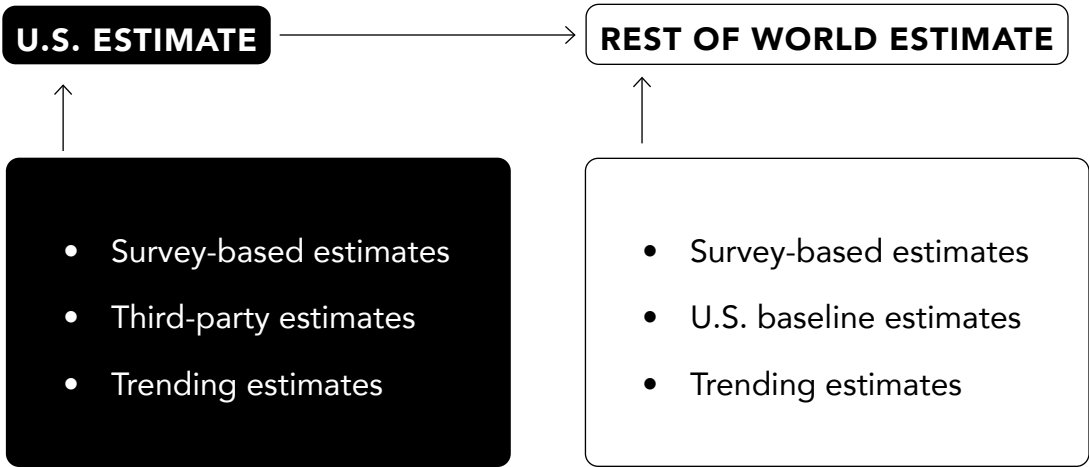 U.S. ESTIMATE
REST OF WORLD ESTIMATE
• Survey-based estimates
• Third-party estimates
• Trending estimates
• Survey-based estimates
• U.S. baseline estimates
• Trending estimates